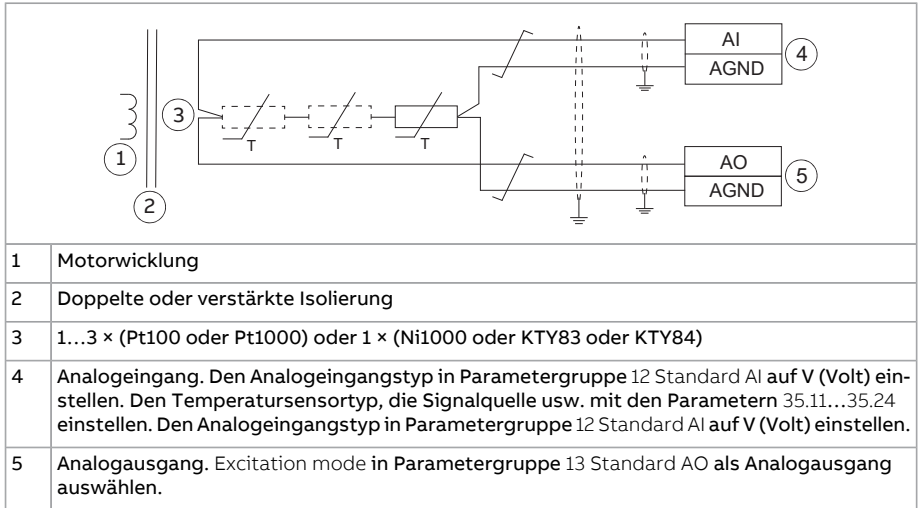 AI
AGND
4
3
T
T
T
1
2
AO
AGND
5
1 Motorwicklung
2 Doppelte oder verstärkte Isolierung
3 1…3 × (Pt100 oder Pt1000) oder 1 × (Ni1000 oder KTY83 oder KTY84)
4 Analogeingang. Den Analogeingangstyp in Parametergruppe 12 Standard AI auf V (Volt) ein-
stellen. Den Temperatursensortyp, die Signalquelle usw. mit den Parametern 35.11…35.24
einstellen. Den Analogeingangstyp in Parametergruppe 12 Standard AI auf V (Volt) einstellen.
5 Analogausgang. Excitation mode in Parametergruppe 13 Standard AO als Analogausgang
auswählen.